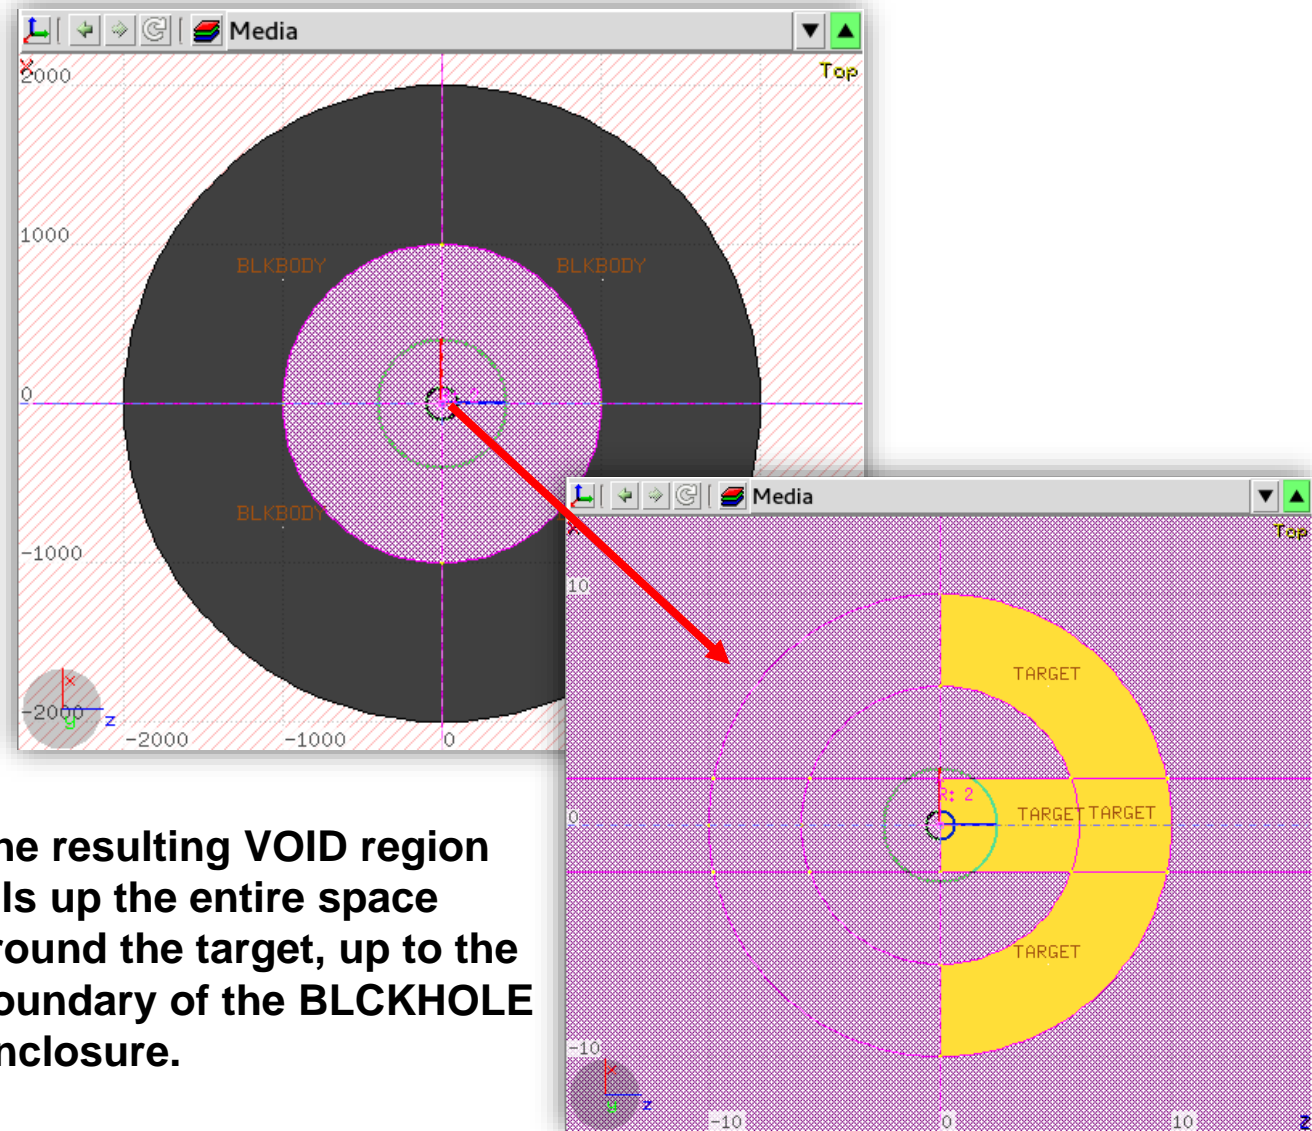 Media
Top
X
2000
1000
BLKBODY BLKBODY
0
BLKBODY
-1000
-2000
x
y
z
-2000 -1000 0
Media
Top
10
TARGET
R: 2
0
TARGET TARGET
TARGET
-10
x
z
-10 0 10 z
he resulting VOID region
ls up the entire space
round the target, up to the
oundary of the BLCKHOLE
nclosure.